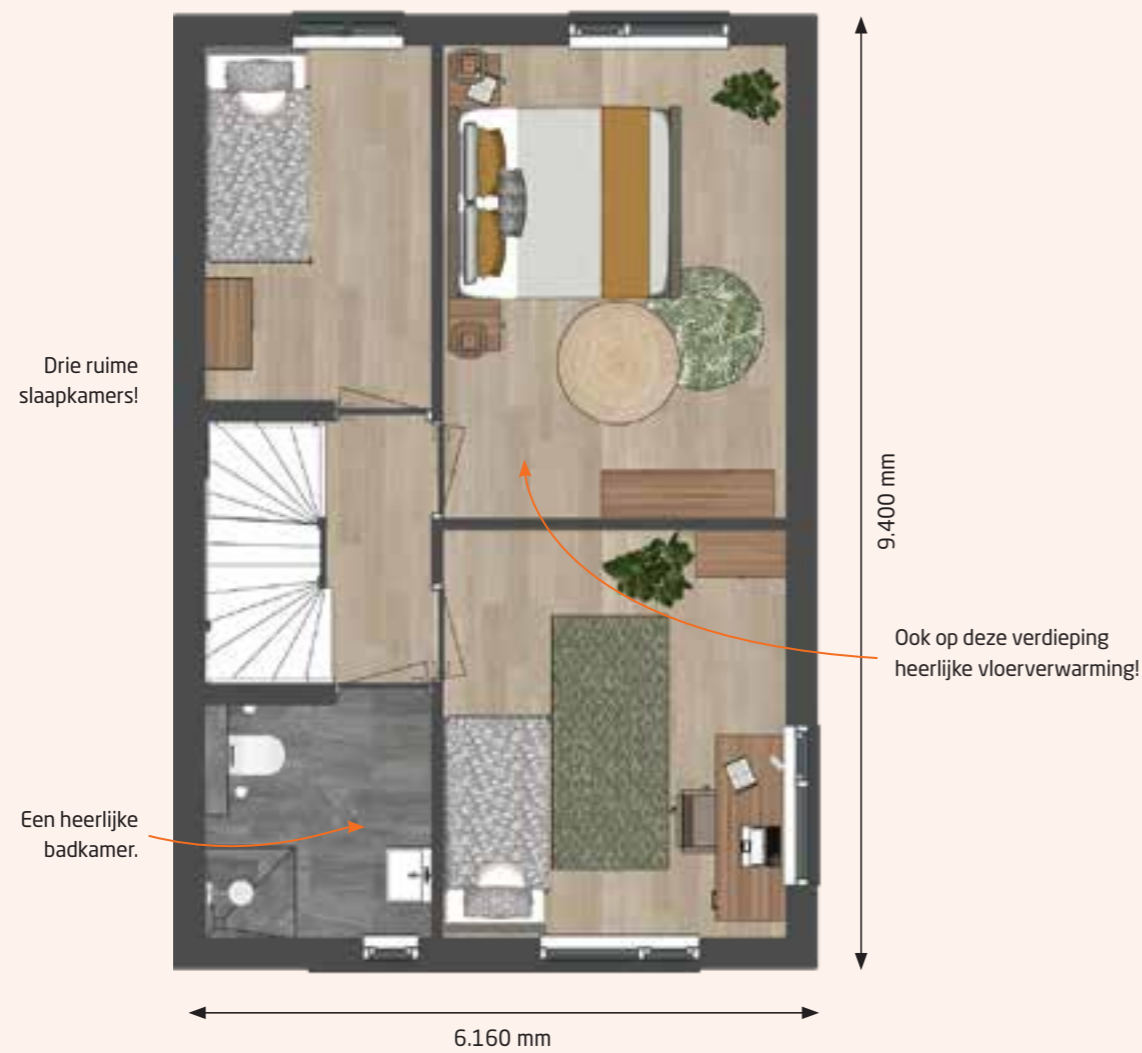 Drie ruime
slaapkamers!
9.400 mm
Ook op deze verdieping
heerlijke vloerverwarming!
Een heerlijke
badkamer.
6.160 mm